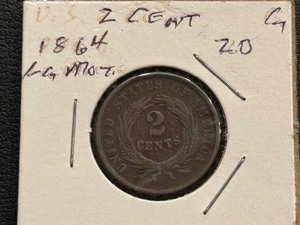 U.S 2 CENT G
1864 20
LG MOT.
UNITED STATES OF AMERICA
2
CENTS